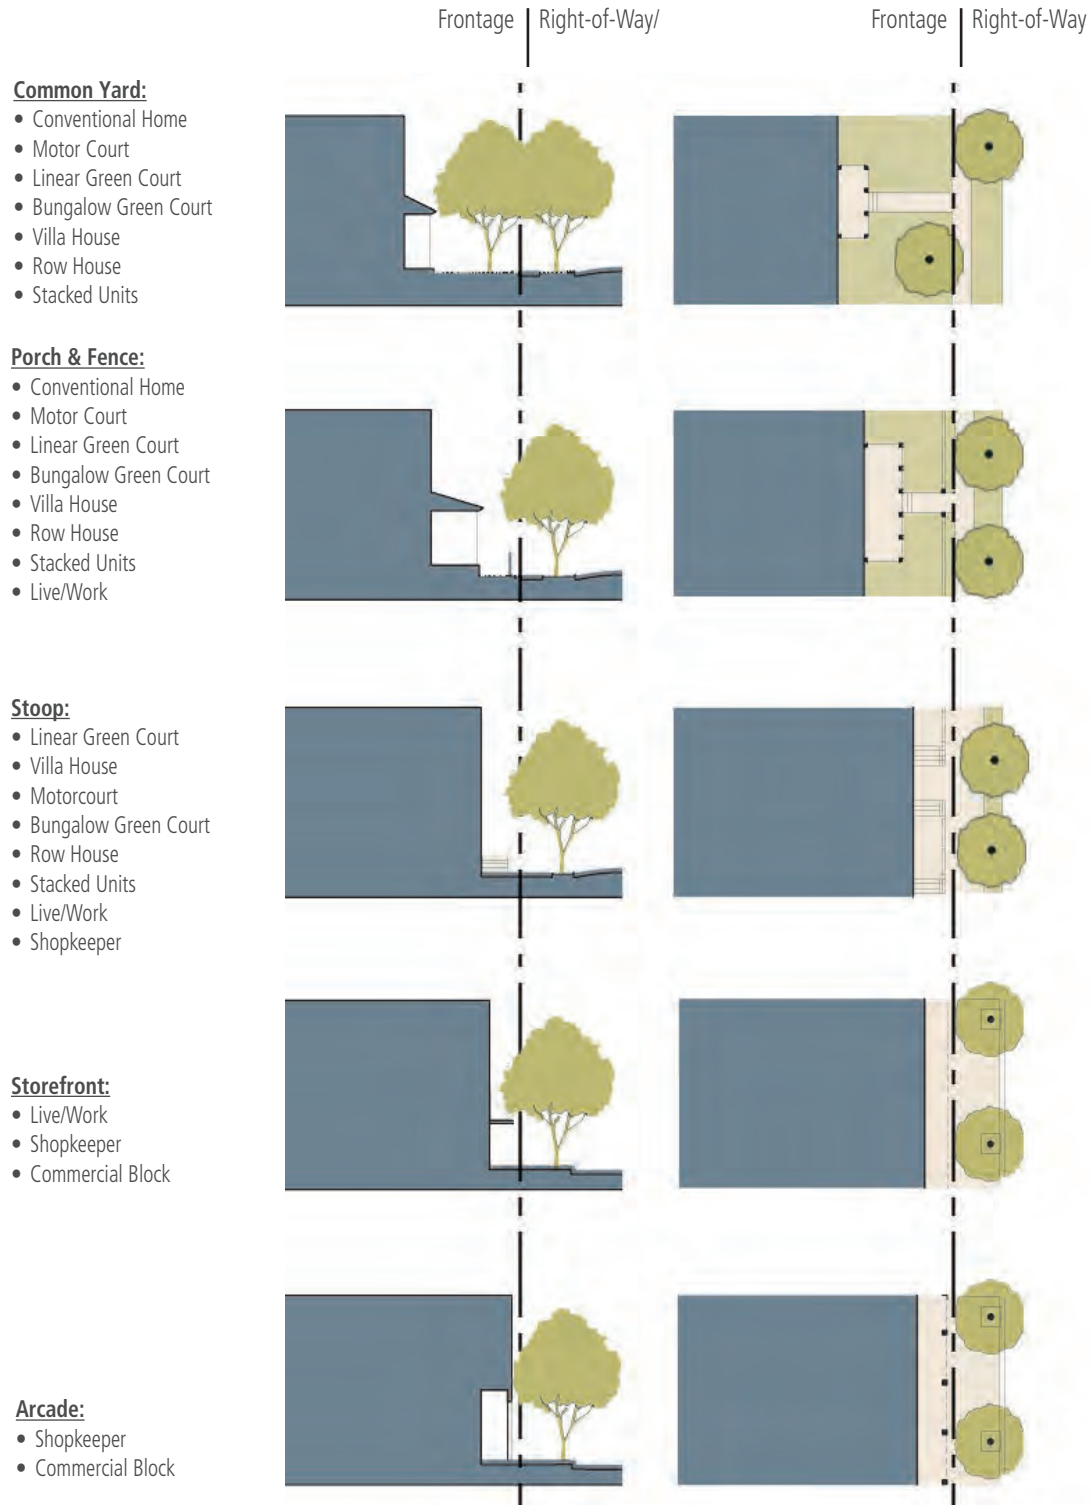 Frontage Right-of-Way/ Frontage Right-of-Way
Common Yard:
• Conventional Home
• Motor Court
• Linear Green Court
• Bungalow Green Court
• Villa House
• Row House
• Stacked Units
Porch & Fence:
• Conventional Home
• Motor Court
• Linear Green Court
• Bungalow Green Court
• Villa House
• Row House
• Stacked Units
• Live/Work
Stoop:
• Linear Green Court
• Villa House
• Motorcourt
• Bungalow Green Court
• Row House
• Stacked Units
• Live/Work
• Shopkeeper
Storefront:
• Live/Work
• Shopkeeper
• Commercial Block
Arcade:
• Shopkeeper
• Commercial Block